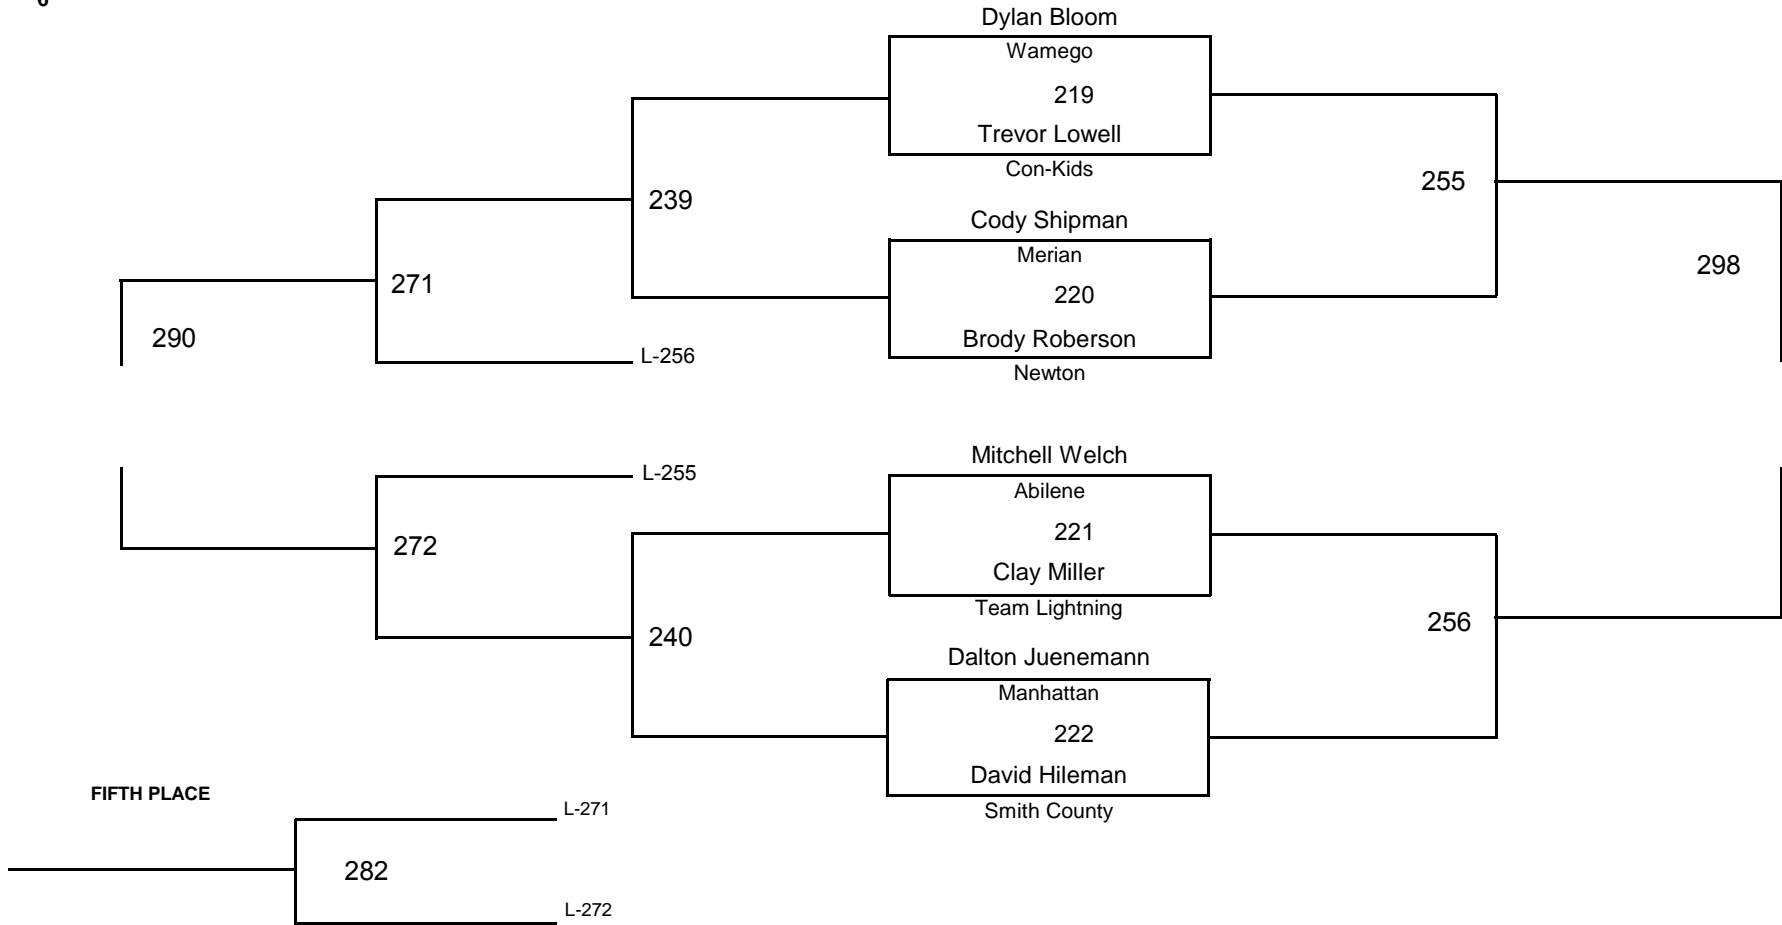 6
Dylan Bloom
Wamego
219
Trevor Lowell
Con-Kids
239
255
Cody Shipman
Merian
220
298
271
290
Brody Roberson
L-256
Newton
Mitchell Welch
L-255
Abilene
221
272
Clay Miller
Team Lightning
240
256
Dalton Juenemann
Manhattan
222
David Hileman
FIFTH PLACE
L-271
Smith County
282
L-272